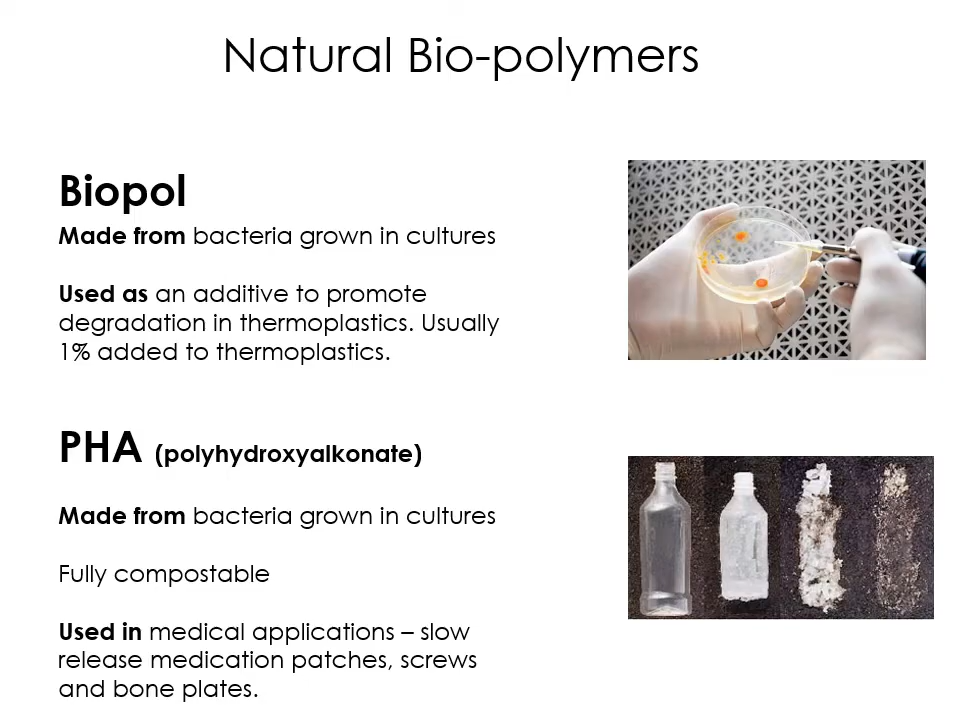 Natural Bio-polymers
Biopol
Made from bacteria grown in cultures
Used as an additive to promote
degradation in thermoplastics. Usually
1% added to thermoplastics.
PHA (polyhydroxyalkonate)
Made from bacteria grown in cultures
Fully compostable
Used in medical applications – slow
release medication patches, screws
and bone plates.